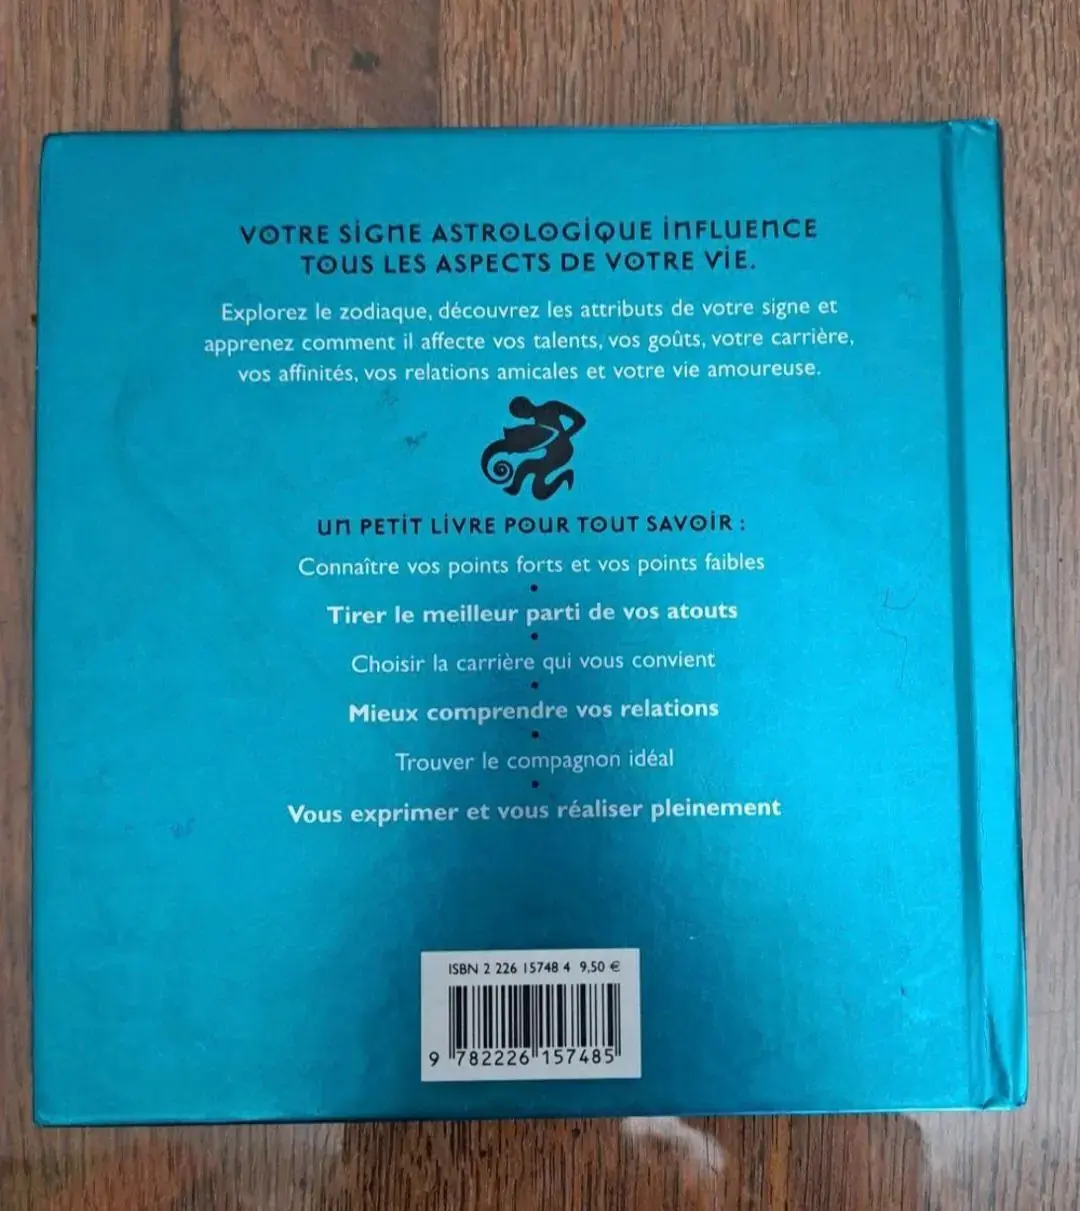 VOTRE SIGNE ASTROLOGIQUE INFLUENCE
TOUS LES ASPECTS DE VOTRE VIE.
Explorez le zodiaque, découvrez les attributs de votre signe et
apprenez comment il affecte vos talents, vos goûts, votre carrière,
vos affinités, vos relations amicales et votre vie amoureuse.
UN PETIT LIVRE POUR TOUT SAVOIR :
Connaître vos points forts et vos points faibles
•
Tirer le meilleur parti de vos atouts
•
Choisir la carrière qui vous convient
•
Mieux comprendre vos relations
•
Trouver le compagnon idéal
•
Vous exprimer et vous réaliser pleinement
ISBN 2 226 15748 4 9,50 €
9 782226 157485